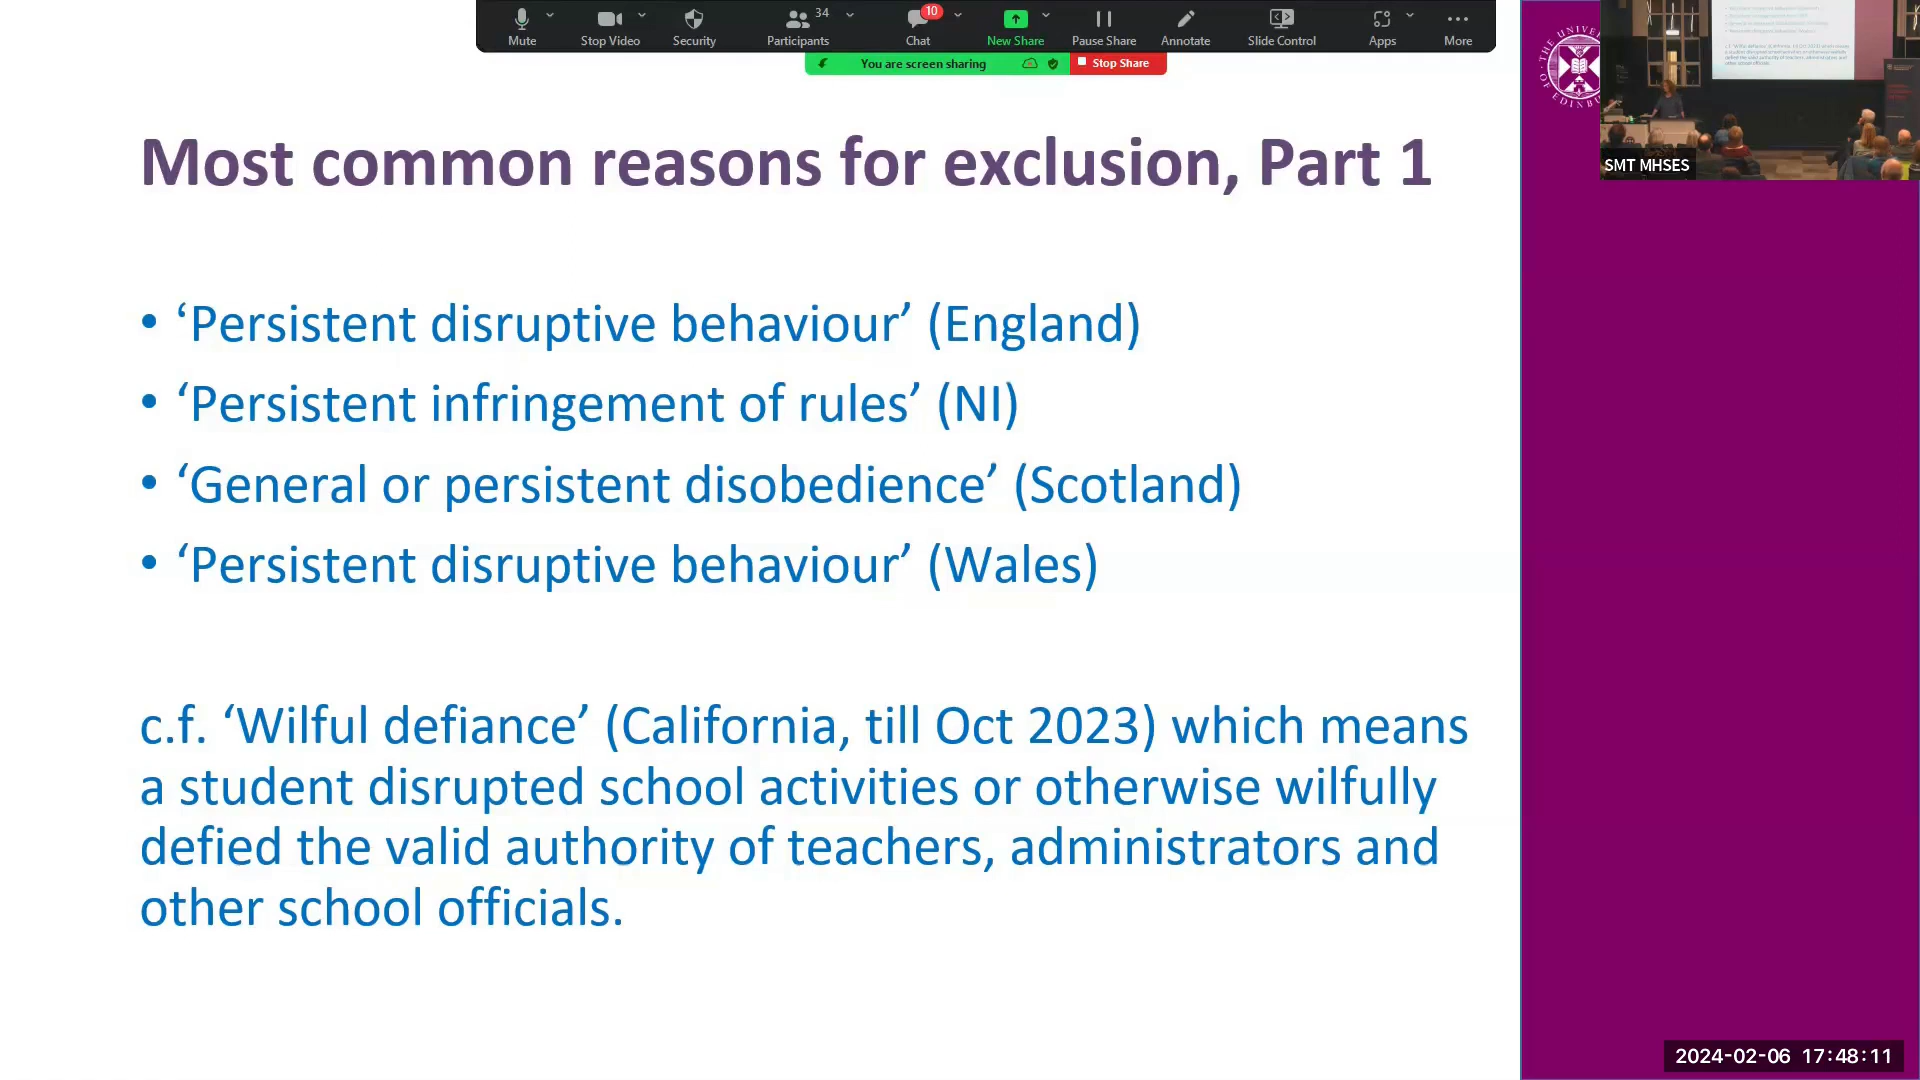 Mute
Stop Video
Security
Participants
34
Chat
10
New Share
Pause Share
Annotate
Slide Control
Apps
More
You are screen sharing
Stop Share
Most common reasons for exclusion, Part 1
• ‘Persistent disruptive behaviour’ (England)
• ‘Persistent infringement of rules’ (NI)
• ‘General or persistent disobedience’ (Scotland)
• ‘Persistent disruptive behaviour’ (Wales)
c.f. ‘Wilful defiance’ (California, till Oct 2023) which means
a student disrupted school activities or otherwise wilfully
defied the valid authority of teachers, administrators and
other school officials.
SMT MHSES
2024-02-06 17:48:11